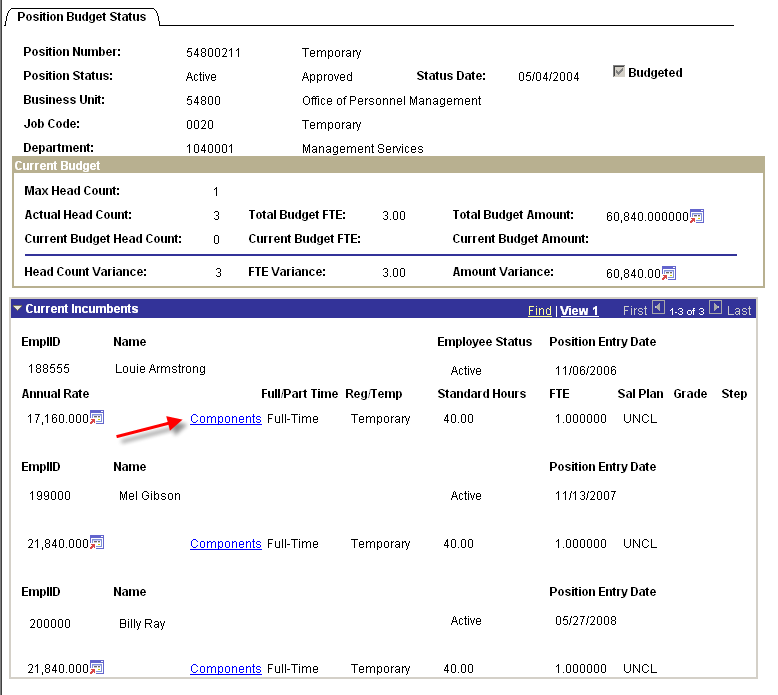 Position Budget Status
Position Number: 54800211 Temporary
Position Status: Active Approved Status Date: 05/04/2004 Budgeted
Business Unit: 54800 Office of Personnel Management
Job Code: 0020 Temporary
Department: 1040001 Management Services
Current Budget
Max Head Count: 1
Actual Head Count: 3 Total Budget FTE: 3.00 Total Budget Amount: 60,840.000000
Current Budget Head Count: 0 Current Budget FTE: Current Budget Amount:
Head Count Variance: 3 FTE Variance: 3.00 Amount Variance: 60,840.00
Current Incumbents Find | View 1 First 1-3 of 3 Last
EmplID Name Employee Status Position Entry Date
188555 Louie Armstrong Active 11/06/2006
Annual Rate Full/Part Time Reg/Temp Standard Hours FTE Sal Plan Grade Step
17,160.000 Components Full-Time Temporary 40.00 1.000000 UNCL
EmplID Name Position Entry Date
199000 Mel Gibson Active 11/13/2007
21,840.000 Components Full-Time Temporary 40.00 1.000000 UNCL
EmplID Name Position Entry Date
200000 Billy Ray Active 05/27/2008
21,840.000 Components Full-Time Temporary 40.00 1.000000 UNCL